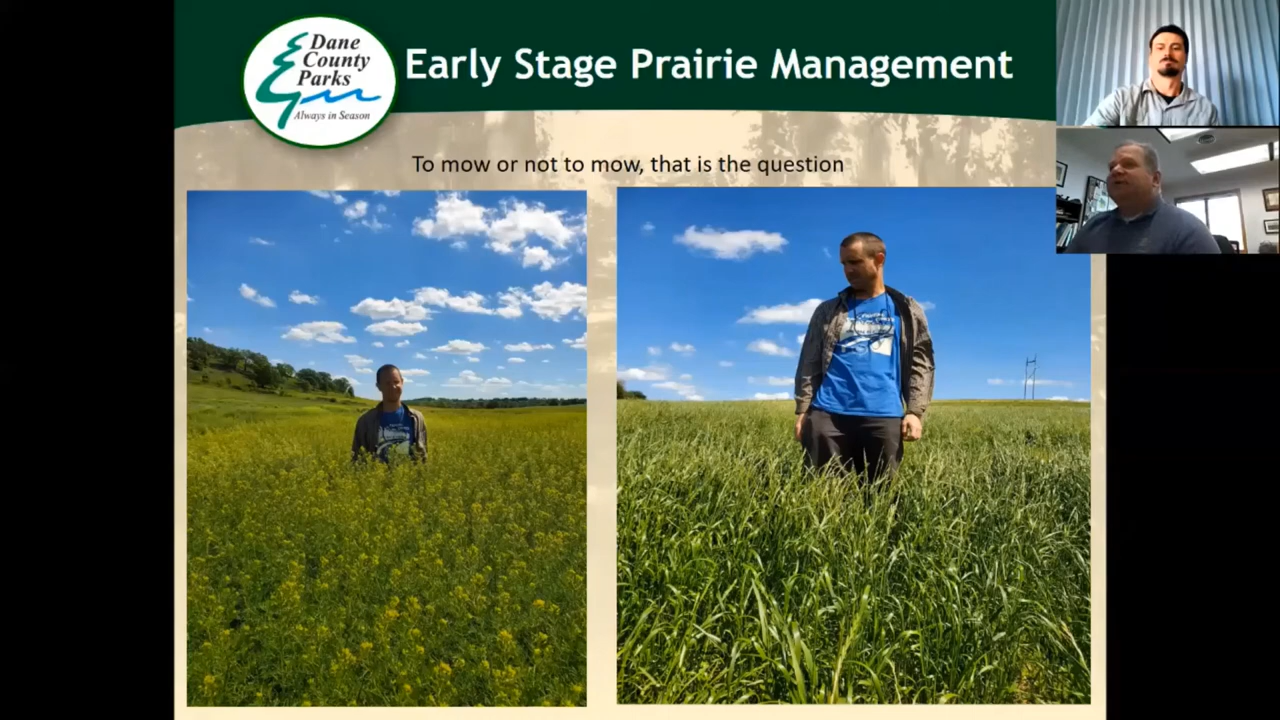 Dane
County
Parks
Always in Season
Early Stage Prairie Management
To mow or not to mow, that is the question